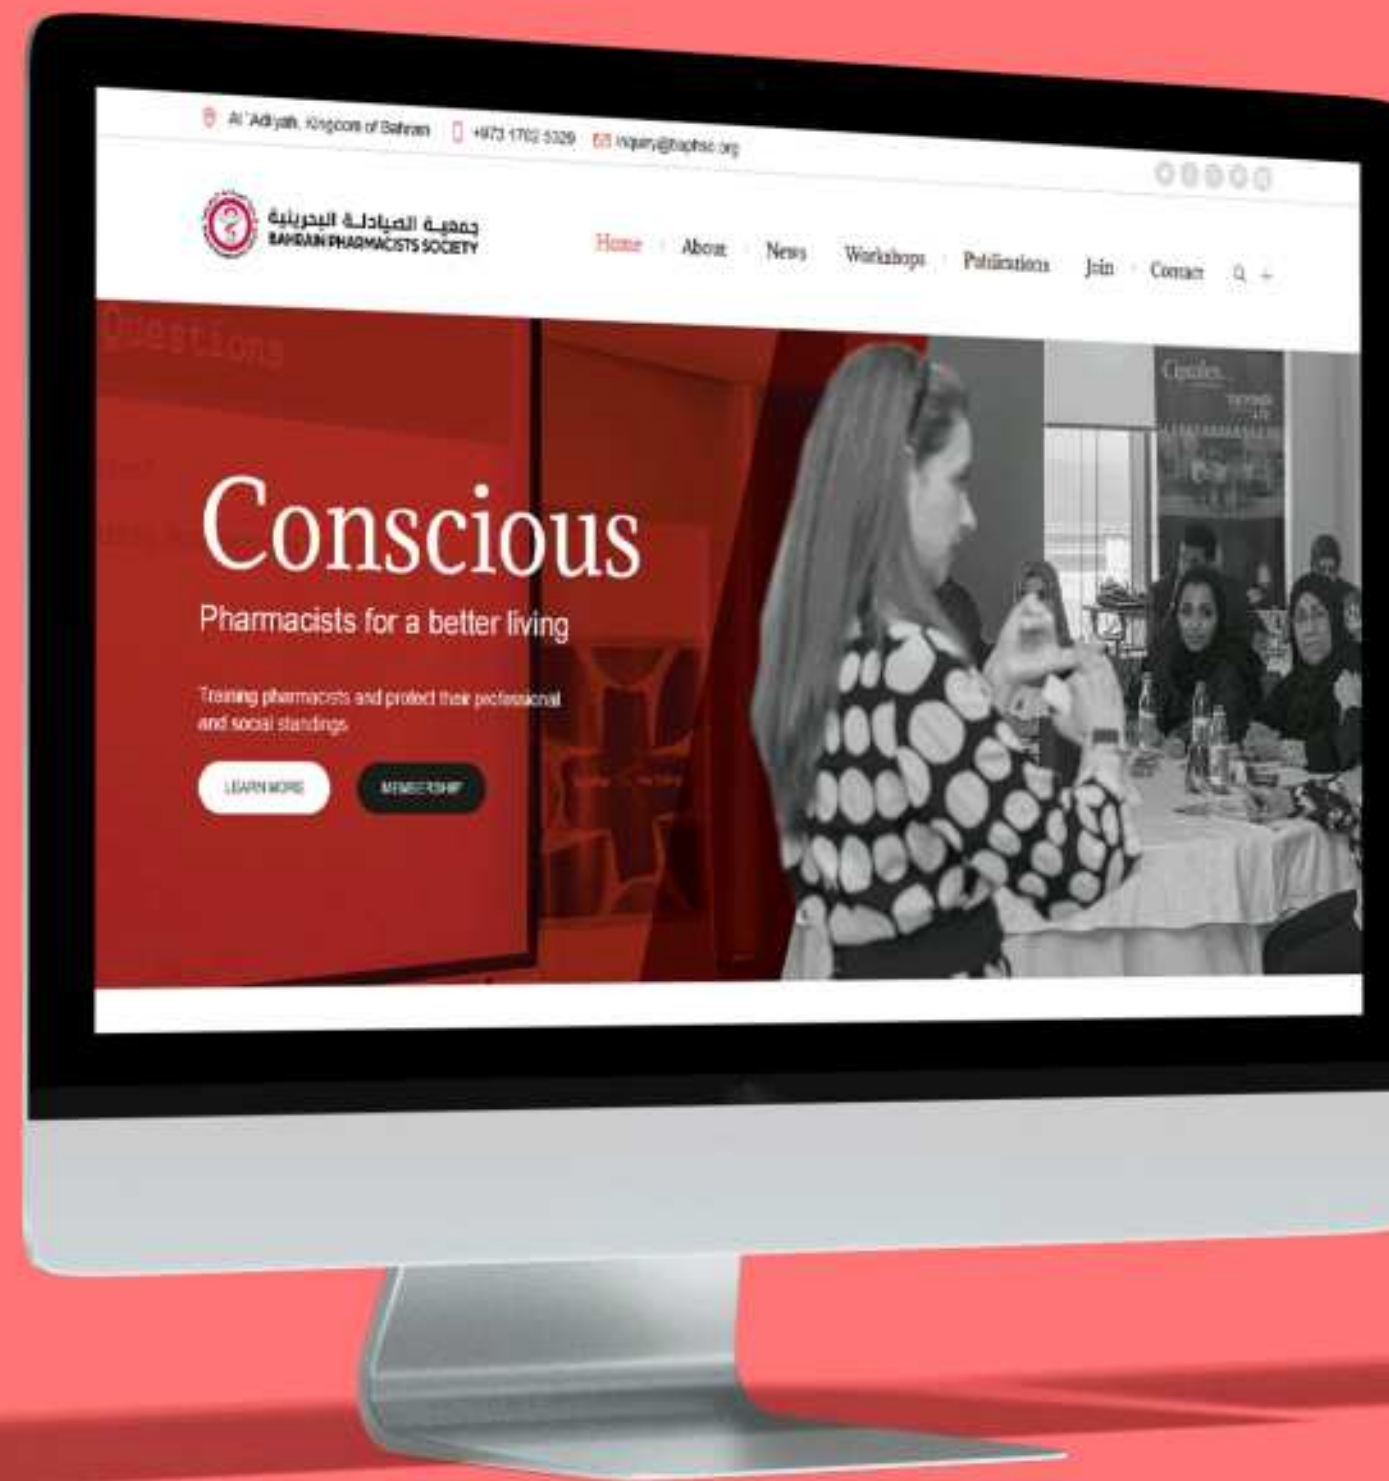 Al `Adliyah, Kingdom of Bahrain +973 1702 5329 inquiry@baphso.org
جمعيـة الصيادلـة البحرينية
BAHRAIN PHARMACISTS SOCIETY
Home About News Workshops Publications Join Contact
Questions
Conscious
Pharmacists for a better living
Training pharmacists and protect their professional
and social standings
LEARN MORE MEMBERSHIP